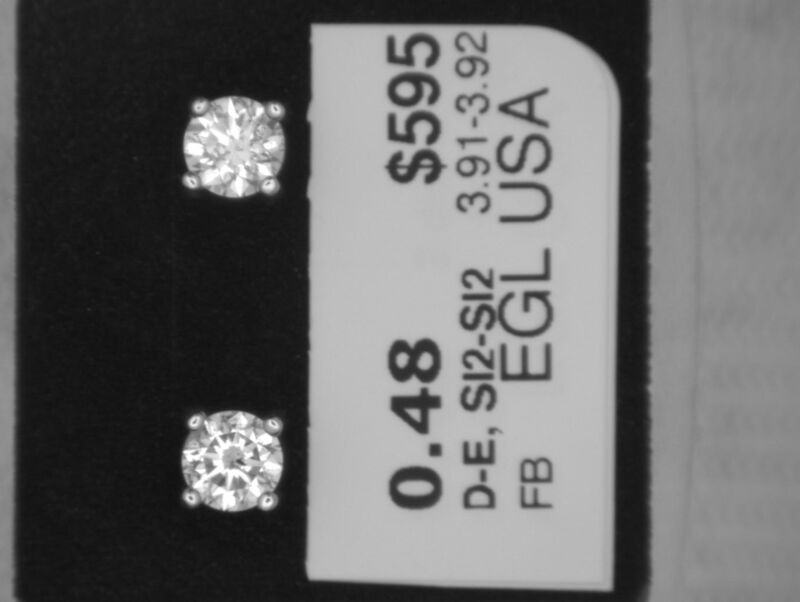 0.48 $595
D-E, SI2-SI2 3.91-3.92
FB EGL USA